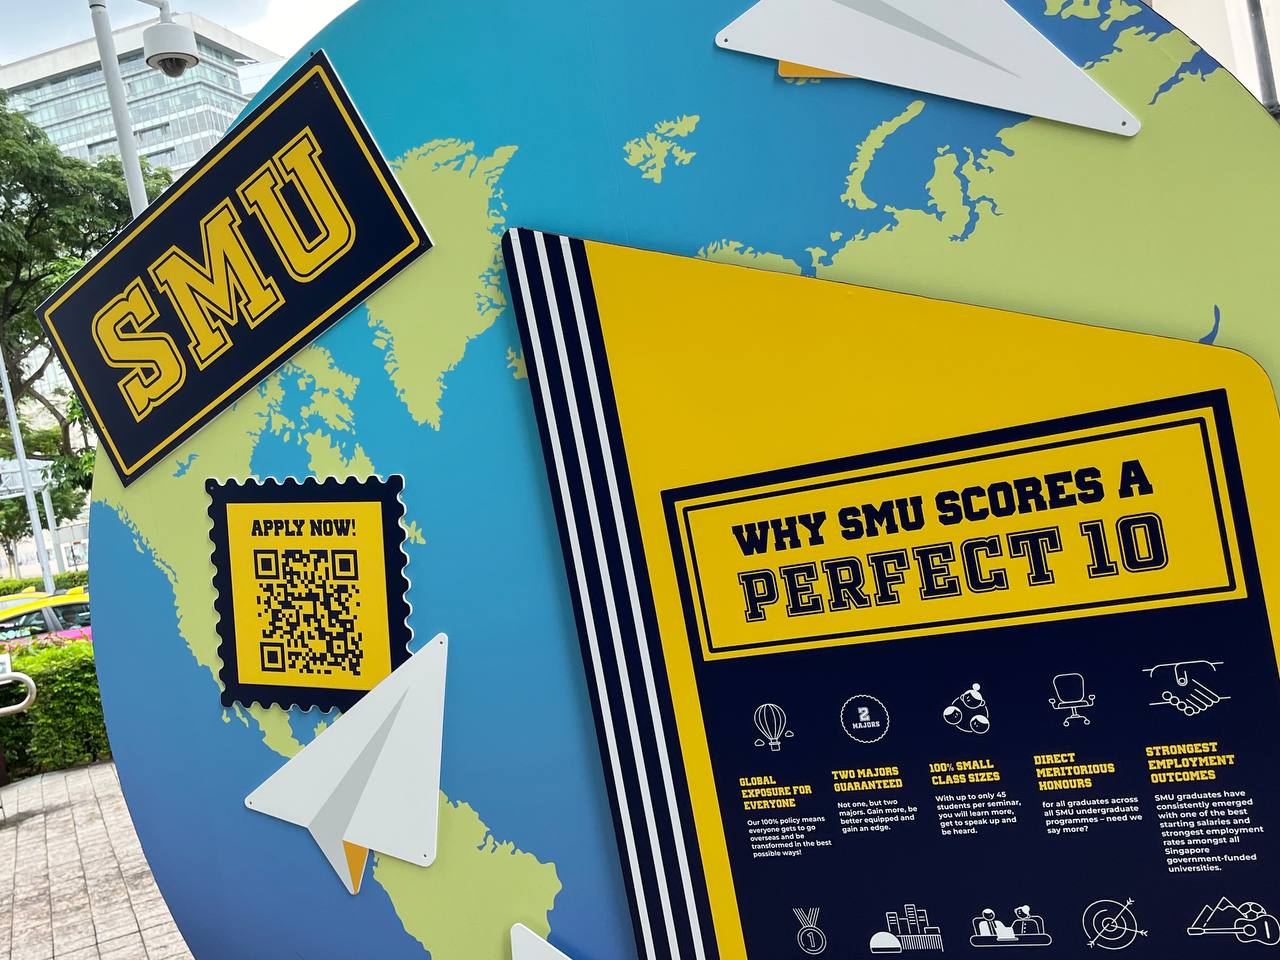 SMU
APPLY NOW!
WHY SMU SCORES A
PERFECT 10
GLOBAL
EXPOSURE FOR
EVERYONE
Our 100% policy means
everyone gets to go
overseas and be
transformed in the best
possible ways!
2
MAJORS
TWO MAJORS
GUARANTEED
Not one, but two
majors. Gain more, be
better equipped and
gain an edge.
100% SMALL
CLASS SIZES
With up to only 45
students per seminar,
you will learn more,
get to speak up and
be heard.
DIRECT
MERITORIOUS
HONOURS
for all graduates across
all SMU undergraduate
programmes – need we
say more?
STRONGEST
EMPLOYMENT
OUTCOMES
SMU graduates have
consistently emerged
with one of the best
starting salaries and
strongest employment
rates amongst all
Singapore
government-funded
universities.
1